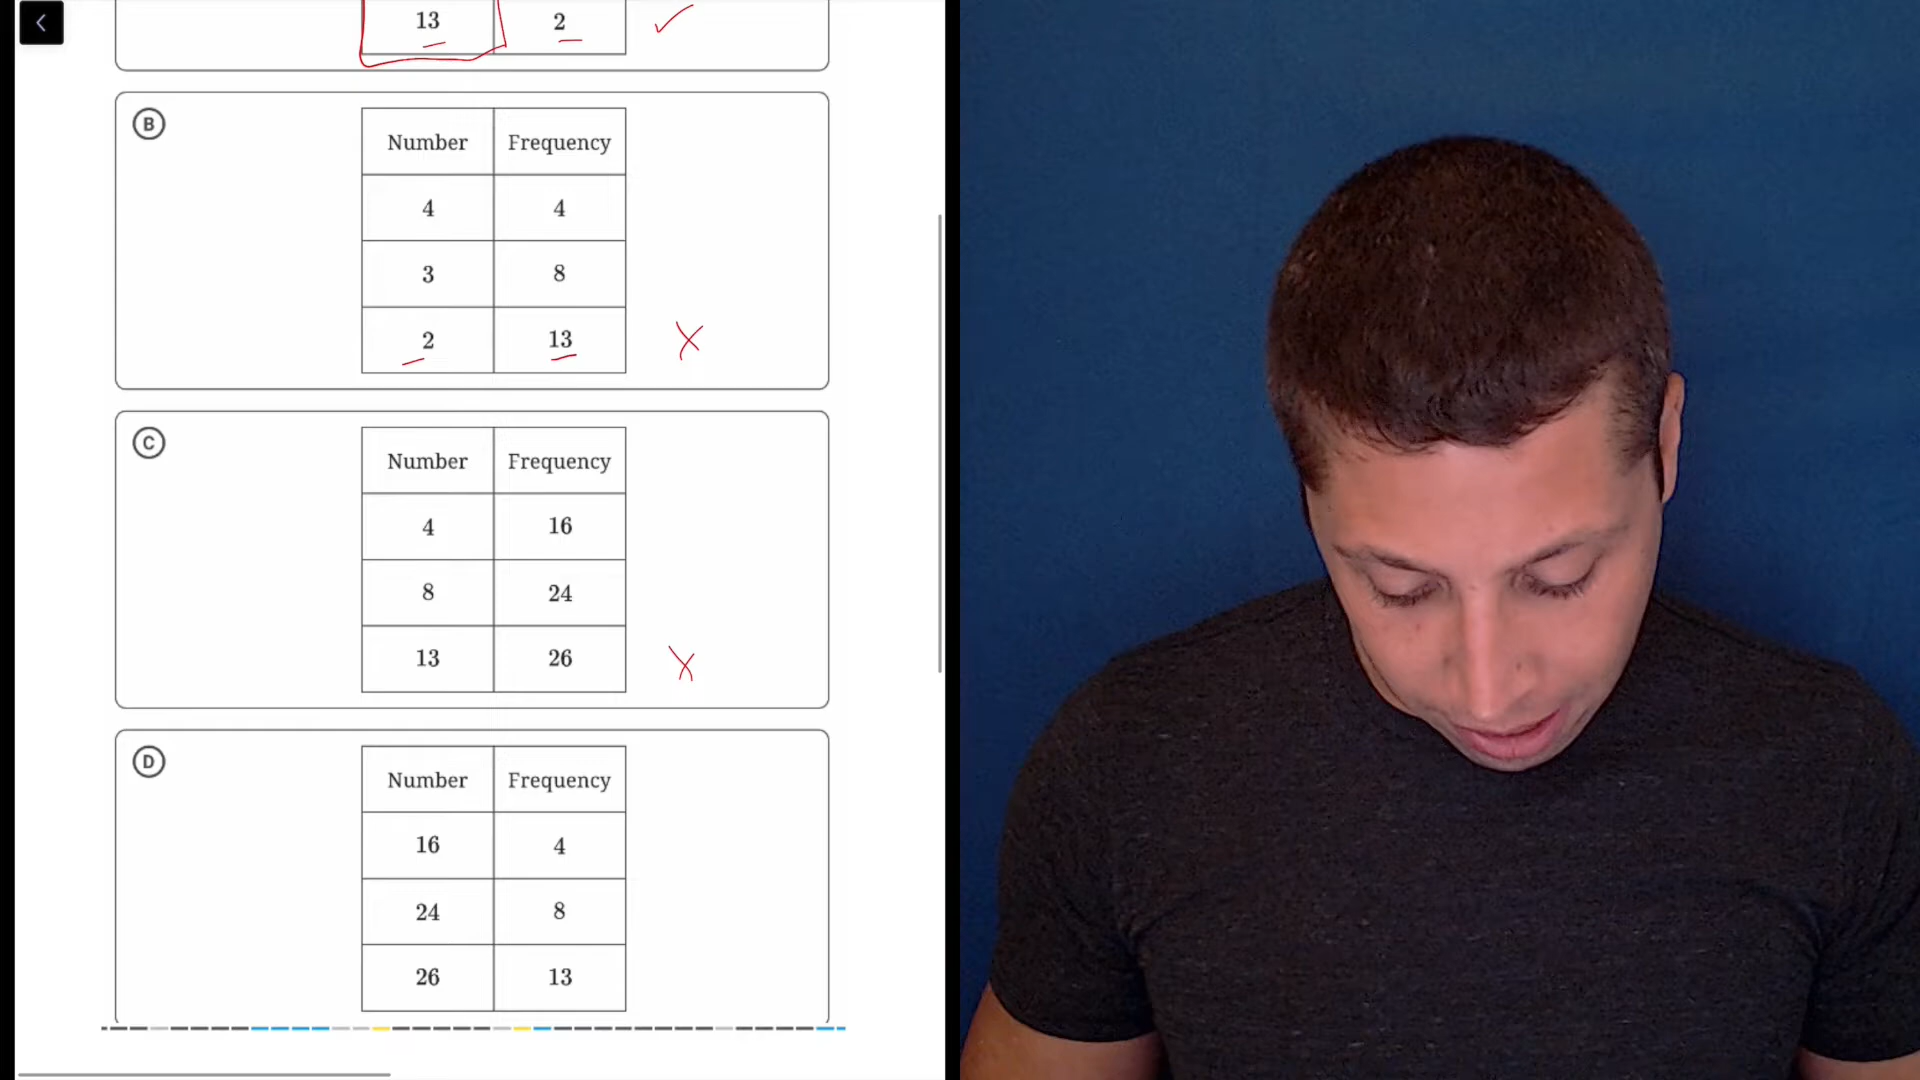 13 2
B
Number Frequency
4 4
3 8
2 13
C
Number Frequency
4 16
8 24
13 26
D
Number Frequency
16 4
24 8
26 13